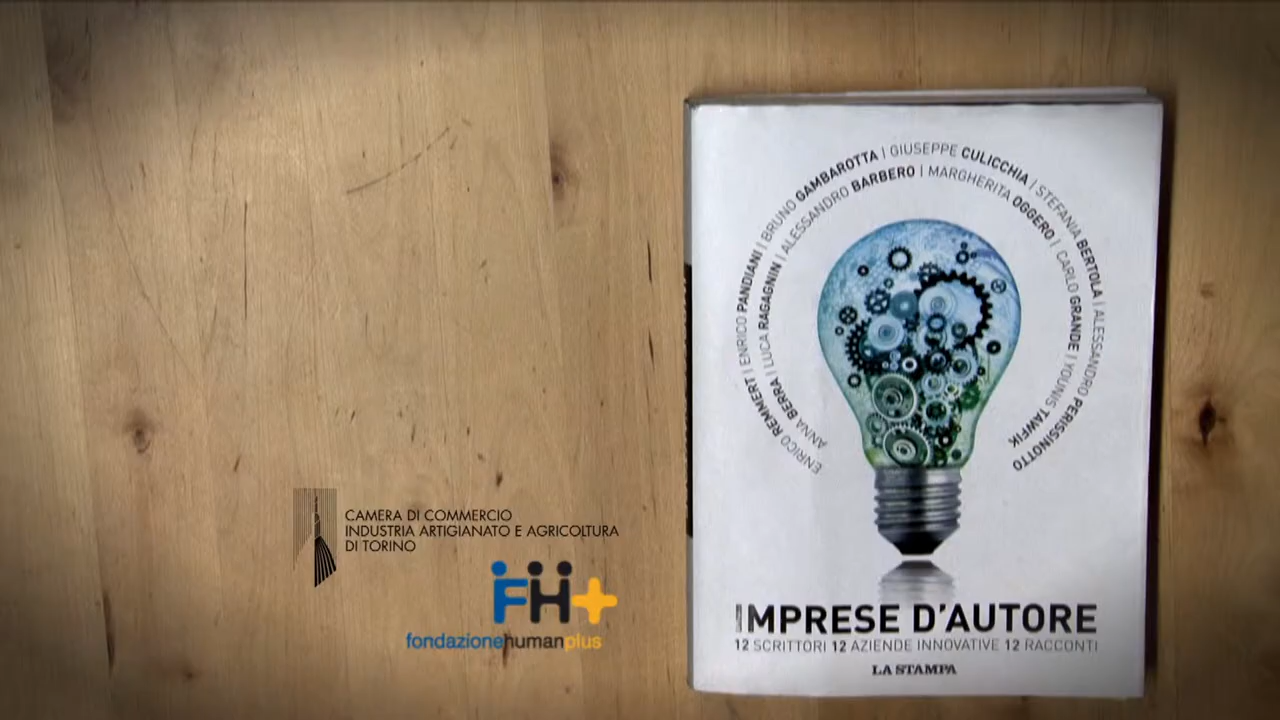 CAMERA DI COMMERCIO
INDUSTRIA ARTIGIANATO E AGRICOLTURA
DI TORINO
FH+
fondazionehumanplus
ENRICO REMMERT | ENRICO PANDIANI | BRUNO GAMBAROTTA | GIUSEPPE CULICCHIA | STEFANIA BERTOLA | ALESSANDRO PERISSINOTTO
ANNA BERRA | LUCA RAGAGNIN | ALESSANDRO BARBERO | MARGHERITA OGGERO | CARLO GRANDE | YOUNIS TAWFIK
IMPRESE D'AUTORE
12 SCRITTORI 12 AZIENDE INNOVATIVE 12 RACCONTI
LA STAMPA